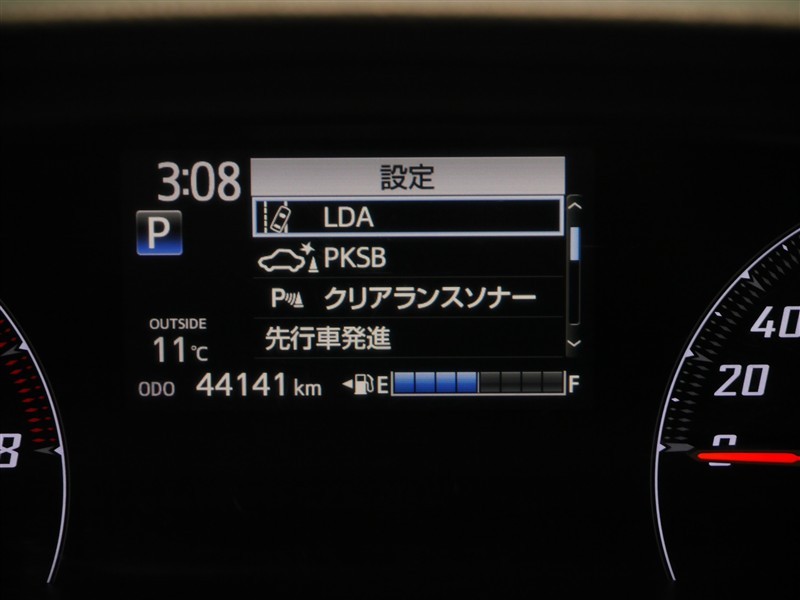 3:08
設定
P
LDA
PKSB
P クリアランスソナー
先行車発進
OUTSIDE
11℃
ODO 44141 km
E F
8
40
20
0